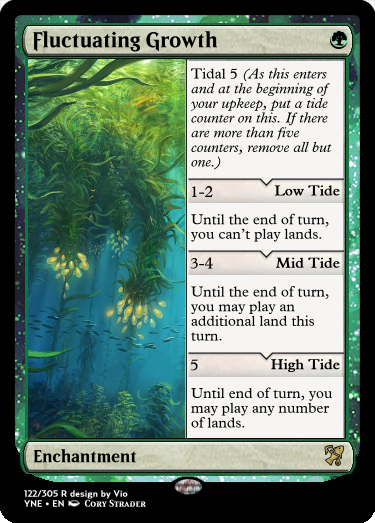 Fluctuating Growth
Tidal 5 (As this enters
and at the beginning of
your upkeep, put a tide
counter on this. If there
are more than five
counters, remove all but
one.)
1-2 Low Tide
Until the end of turn,
you can't play lands.
3-4 Mid Tide
Until the end of turn,
you may play an
additional land this
turn.
5 High Tide
Until end of turn, you
may play any number
of lands.
Enchantment
122/305 R design by Vio
YNE • EN Cory Strader